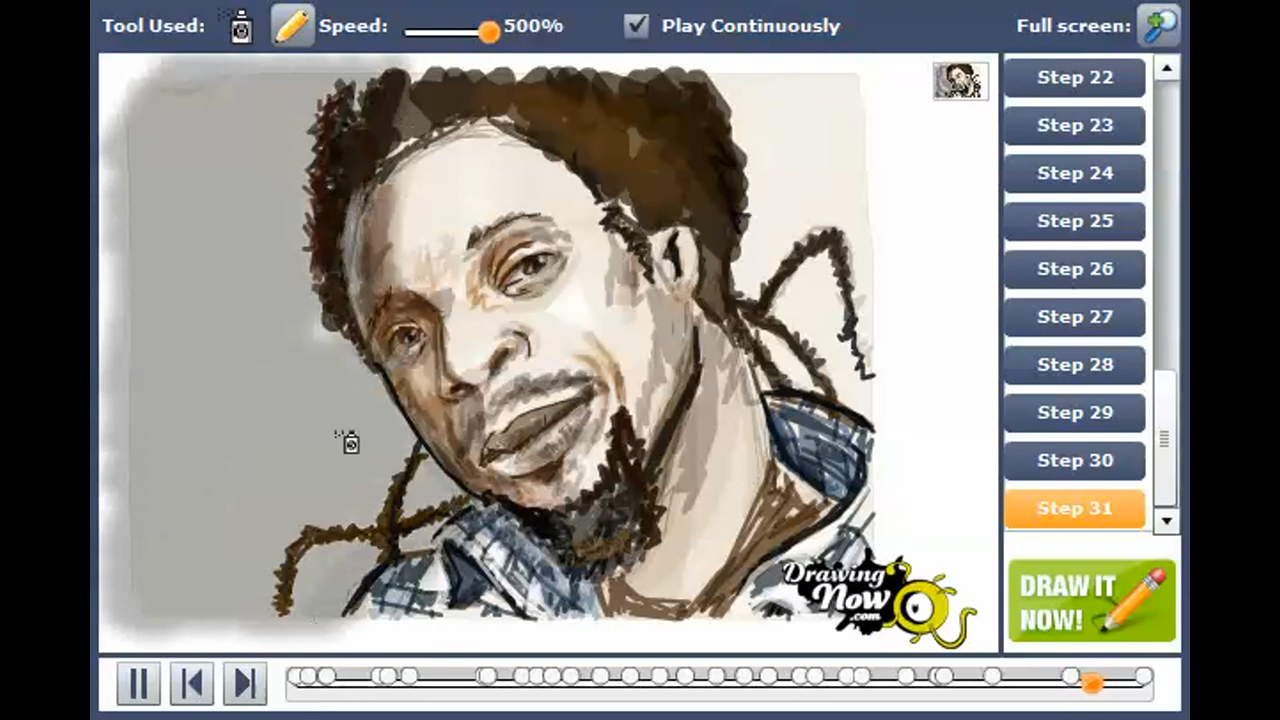 Tool Used:
Speed:
500%
Play Continuously
Full screen:
Step 22
Step 23
Step 24
Step 25
Step 26
Step 27
Step 28
Step 29
Step 30
Step 31
Drawing
Now
.com
DRAW IT
NOW!